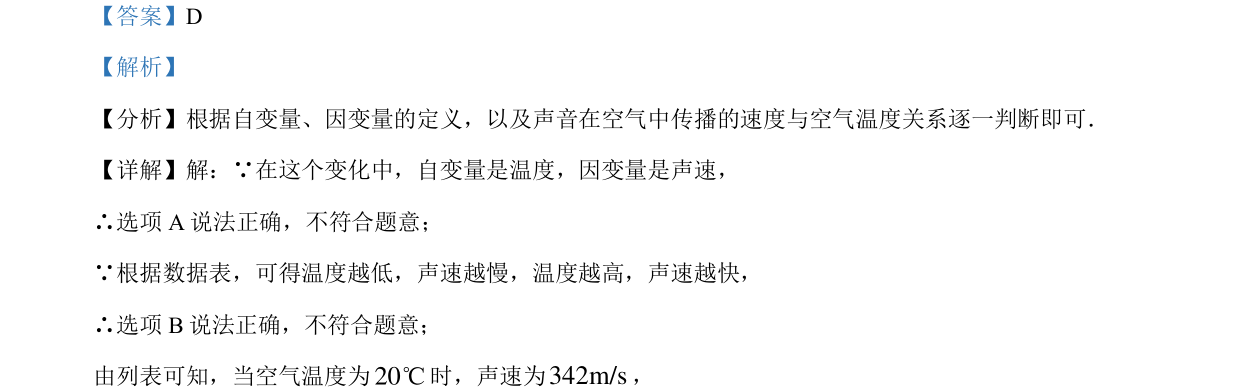 【答案】D
【解析】
【分析】根据自变量、因变量的定义，以及声音在空气中传播的速度与空气温度关系逐一判断即可．
【详解】解：∵在这个变化中，自变量是温度，因变量是声速，
∴选项 A 说法正确，不符合题意；
∵根据数据表，可得温度越低，声速越慢，温度越高，声速越快，
∴选项 B 说法正确，不符合题意；
由列表可知，当空气温度为20℃时，声速为342m/s，